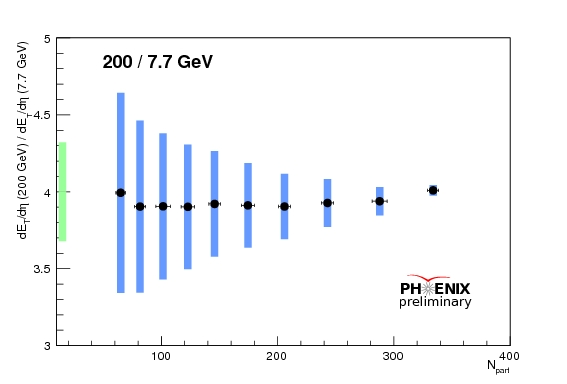 200 / 7.7 GeV
dE_T/dη (200 GeV) / dE_T/dη (7.7 GeV)
5
4.5
4
3.5
3
100
200
300
400
N_part
PHENIX
preliminary